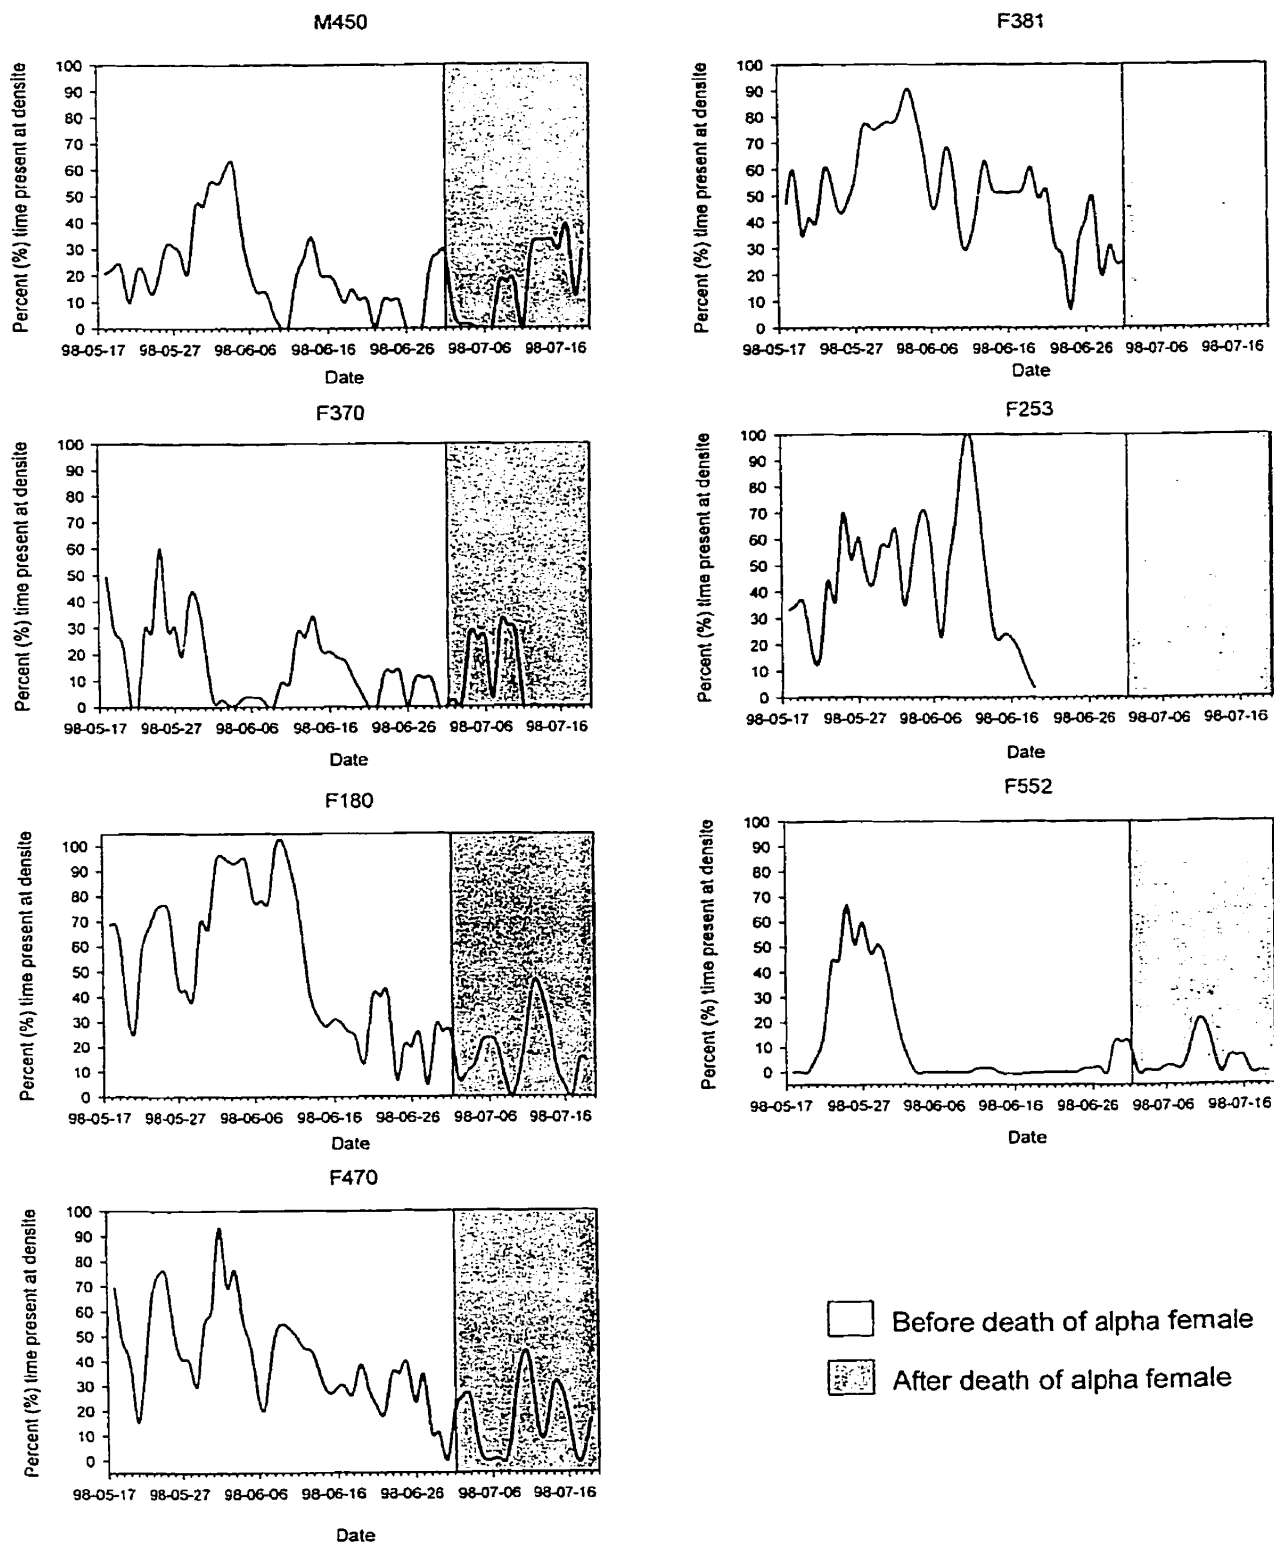 M450
Percent (%) time present at densite
100
90
80
70
60
50
40
30
20
10
0
98-05-17 98-05-27 98-06-06 98-06-16 98-06-26 98-07-06 98-07-16
Date
F381
Percent (%) time present at densite
100
90
80
70
60
50
40
30
20
10
0
98-05-17 98-05-27 98-06-06 98-06-16 98-06-26 98-07-06 98-07-16
Date
F370
Percent (%) time present at densite
100
90
80
70
60
50
40
30
20
10
0
98-05-17 98-05-27 98-06-06 98-06-16 98-06-26 98-07-06 98-07-16
Date
F253
Percent (%) time present at densite
100
90
80
70
60
50
40
30
20
10
0
98-05-17 98-05-27 98-06-06 98-06-16 98-06-26 98-07-06 98-07-16
Date
F180
Percent (%) time present at densite
100
90
80
70
60
50
40
30
20
10
0
98-05-17 98-05-27 98-06-06 98-06-16 98-06-26 98-07-06 98-07-16
Date
F552
Percent (%) time present at densite
100
90
80
70
60
50
40
30
20
10
0
98-05-17 98-05-27 98-06-06 98-06-16 98-06-26 98-07-06 98-07-16
Date
F470
Percent (%) time present at densite
100
90
80
70
60
50
40
30
20
10
0
98-05-17 98-05-27 98-06-06 98-06-16 98-06-26 98-07-06 98-07-16
Date
Before death of alpha female
After death of alpha female